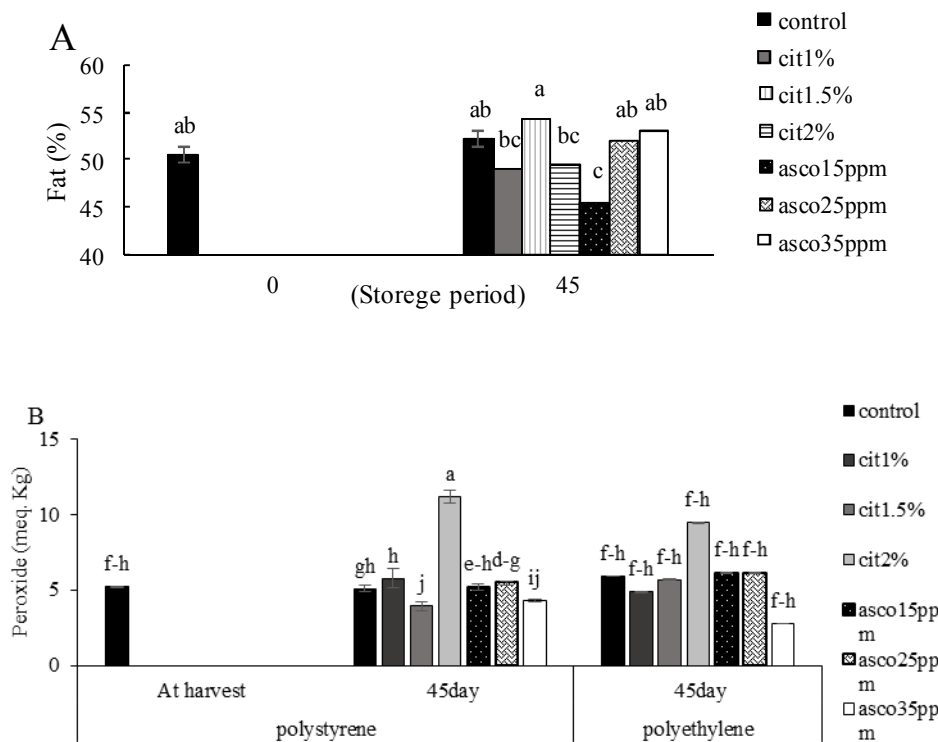 A
control
cit1%
cit1.5%
cit2%
asco15ppm
asco25ppm
asco35ppm
Fat (%)
60
55
50
45
40
ab
ab
bc
a
bc
c
ab
ab
0
45
(Storege period)
B
control
cit1%
cit1.5%
cit2%
asco15pp
m
asco25pp
m
asco35pp
m
Peroxide (meq. Kg)
15
10
5
0
f-h
gh
h
j
a
e-h
d-g
ij
f-h
f-h
f-h
f-h
f-h
f-h
f-h
At harvest
45day
45day
polystyrene
polyethylene